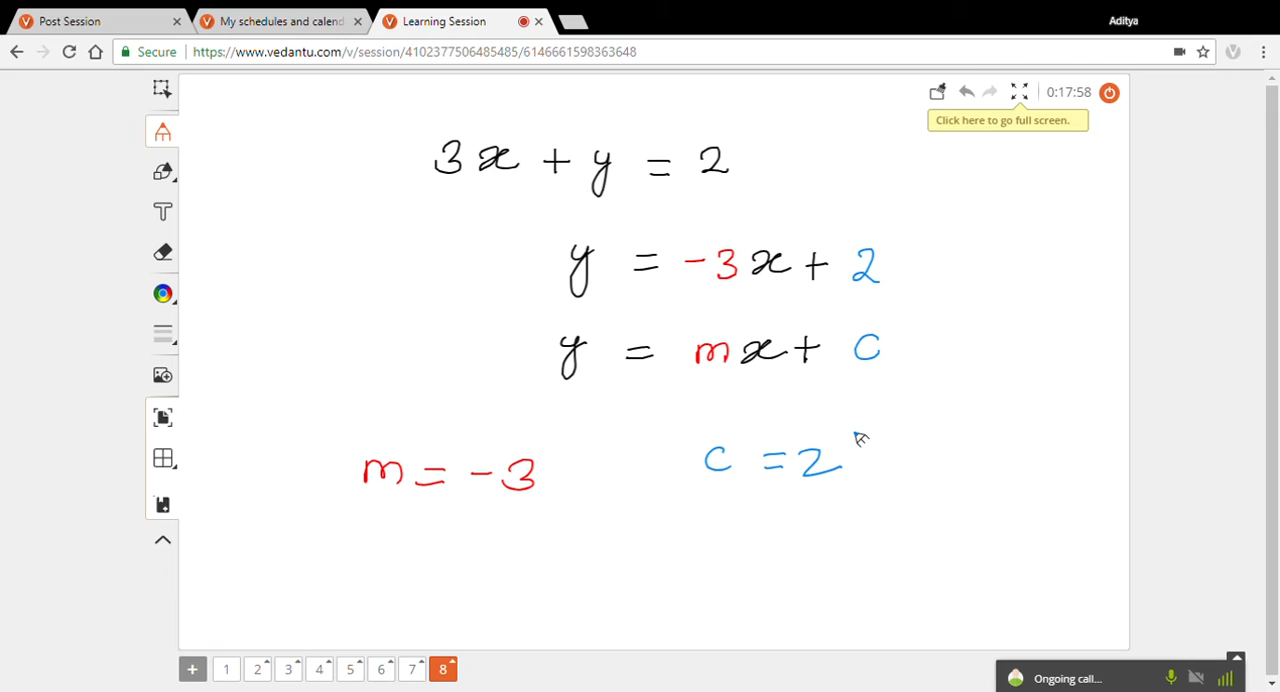 Aditya
Post Session
My schedules and calend
Learning Session
Secure
https://www.vedantu.com/v/session/4102377506485485/6146661598363648
0:17:58
Click here to go full screen.
3x + y = 2
y = -3x + 2
y = mx + c
m = -3
c = 2
+ 1 2 3 4 5 6 7 8
Ongoing call...